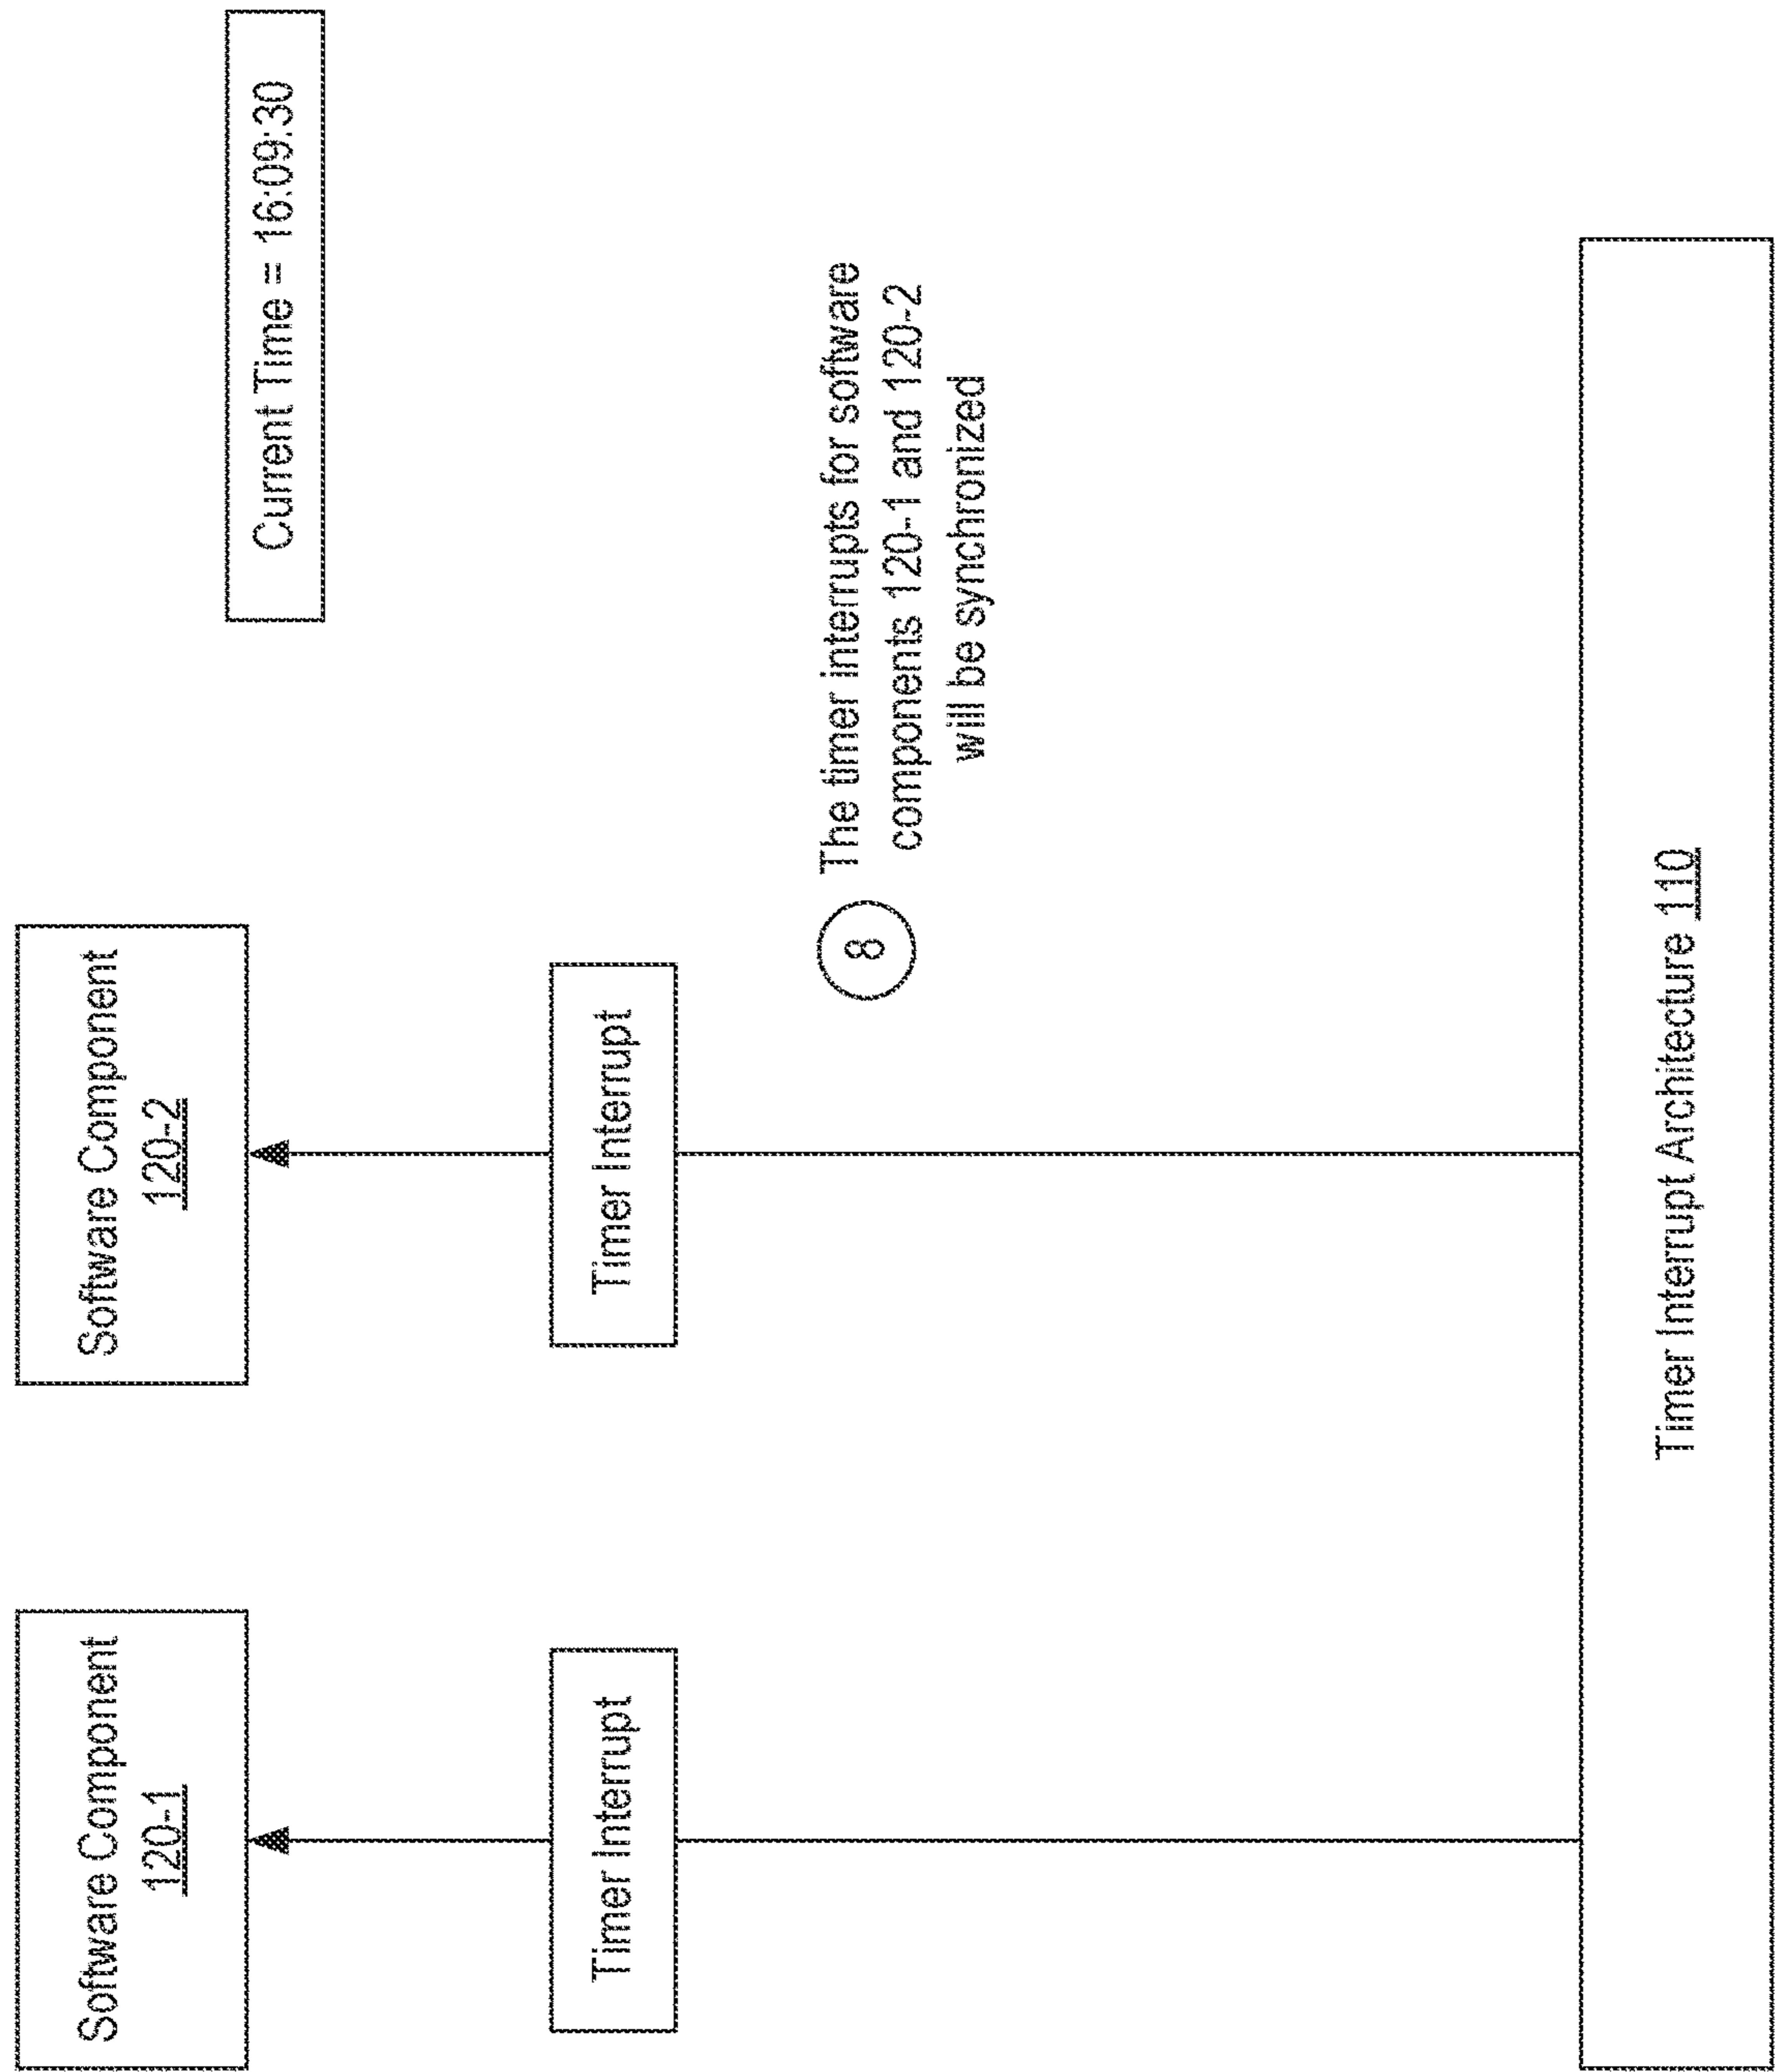 Software Component
120-1
Software Component
120-2
Current Time = 16:09:30
Timer Interrupt
Timer Interrupt
8
The timer interrupts for software
components 120-1 and 120-2
will be synchronized
Timer Interrupt Architecture 110